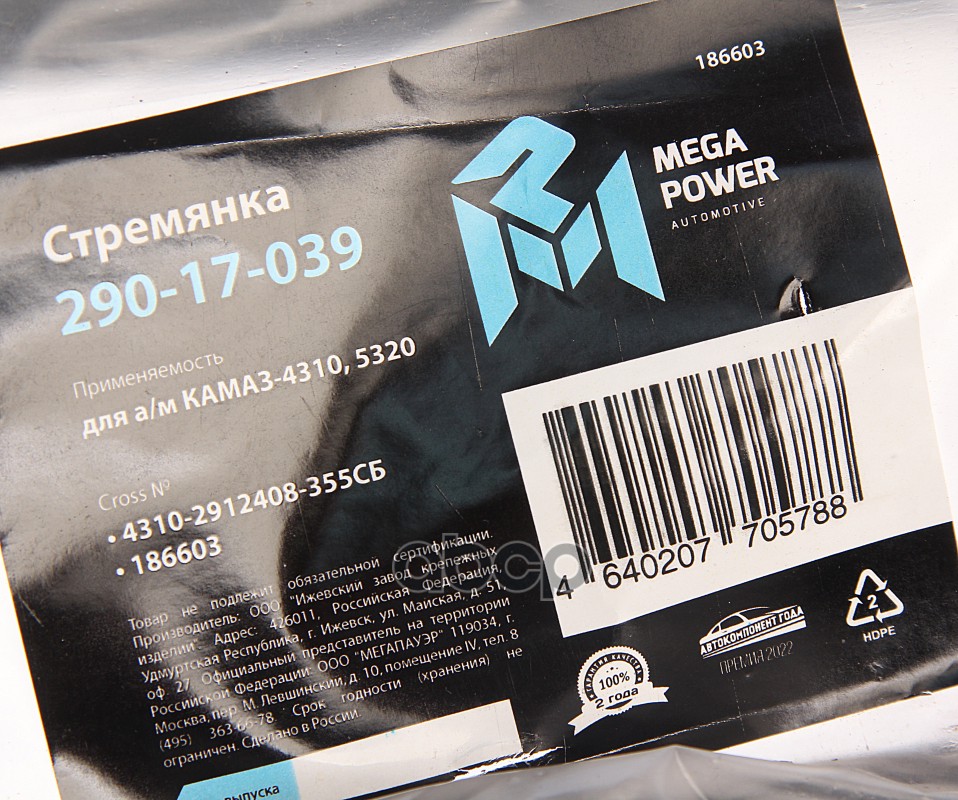 186603
MEGA
POWER
AUTOMOTIVE
Стремянка
290-17-039
Применяемость
для а/м КАМАЗ-4310, 5320
Cross №
• 4310-2912408-355СБ
• 186603
Товар не подлежит обязательной сертификации.
Производитель: ООО "Ижевский завод крепежных
изделий". Адрес: 426011, Российская Федерация,
Удмуртская Республика, г. Ижевск, ул. Майская, д. 51,
оф. 27. Официальный представитель на территории
Российской Федерации: ООО "МЕГАПАУЭР" 119034, г.
Москва, пер. М. Левшинский, д. 10, помещение IV, тел. 8
(495) 363-66-78. Срок годности (хранения) не
ограничен. Сделано в России.
выпуска
4 640207 705788
ГАРАНТИЯ КАЧЕСТВА
100%
2 года
АВТОКОМПОНЕНТ ГОДА
ПРЕМИЯ 2022
2
HDPE
abcp